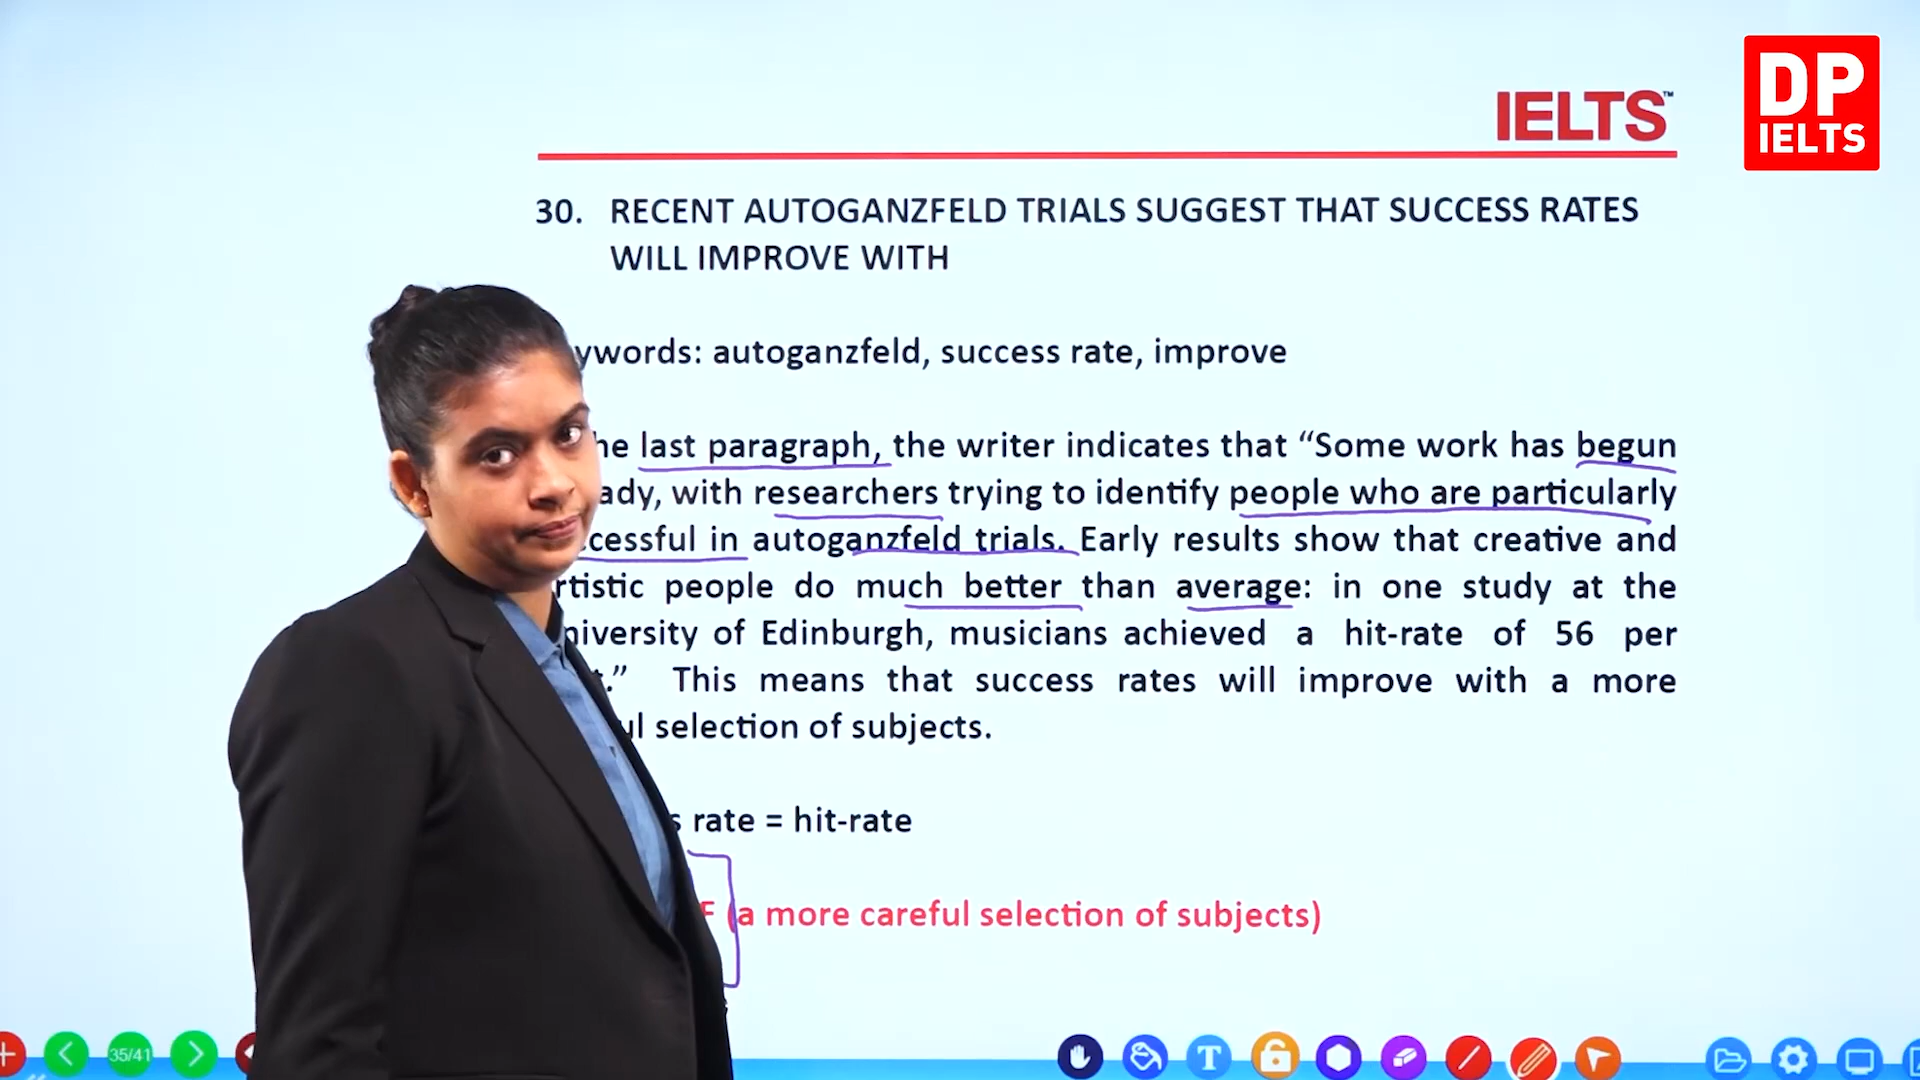 DP
IELTS
IELTS™
30. RECENT AUTOGANZFELD TRIALS SUGGEST THAT SUCCESS RATES
WILL IMPROVE WITH
ywords: autoganzfeld, success rate, improve
he last paragraph, the writer indicates that “Some work has begun
ady, with researchers trying to identify people who are particularly
cessful in autoganzfeld trials. Early results show that creative and
rtistic people do much better than average: in one study at the
niversity of Edinburgh, musicians achieved a hit-rate of 56 per
t.” This means that success rates will improve with a more
ul selection of subjects.
s rate = hit-rate
F (a more careful selection of subjects)
35/41
T